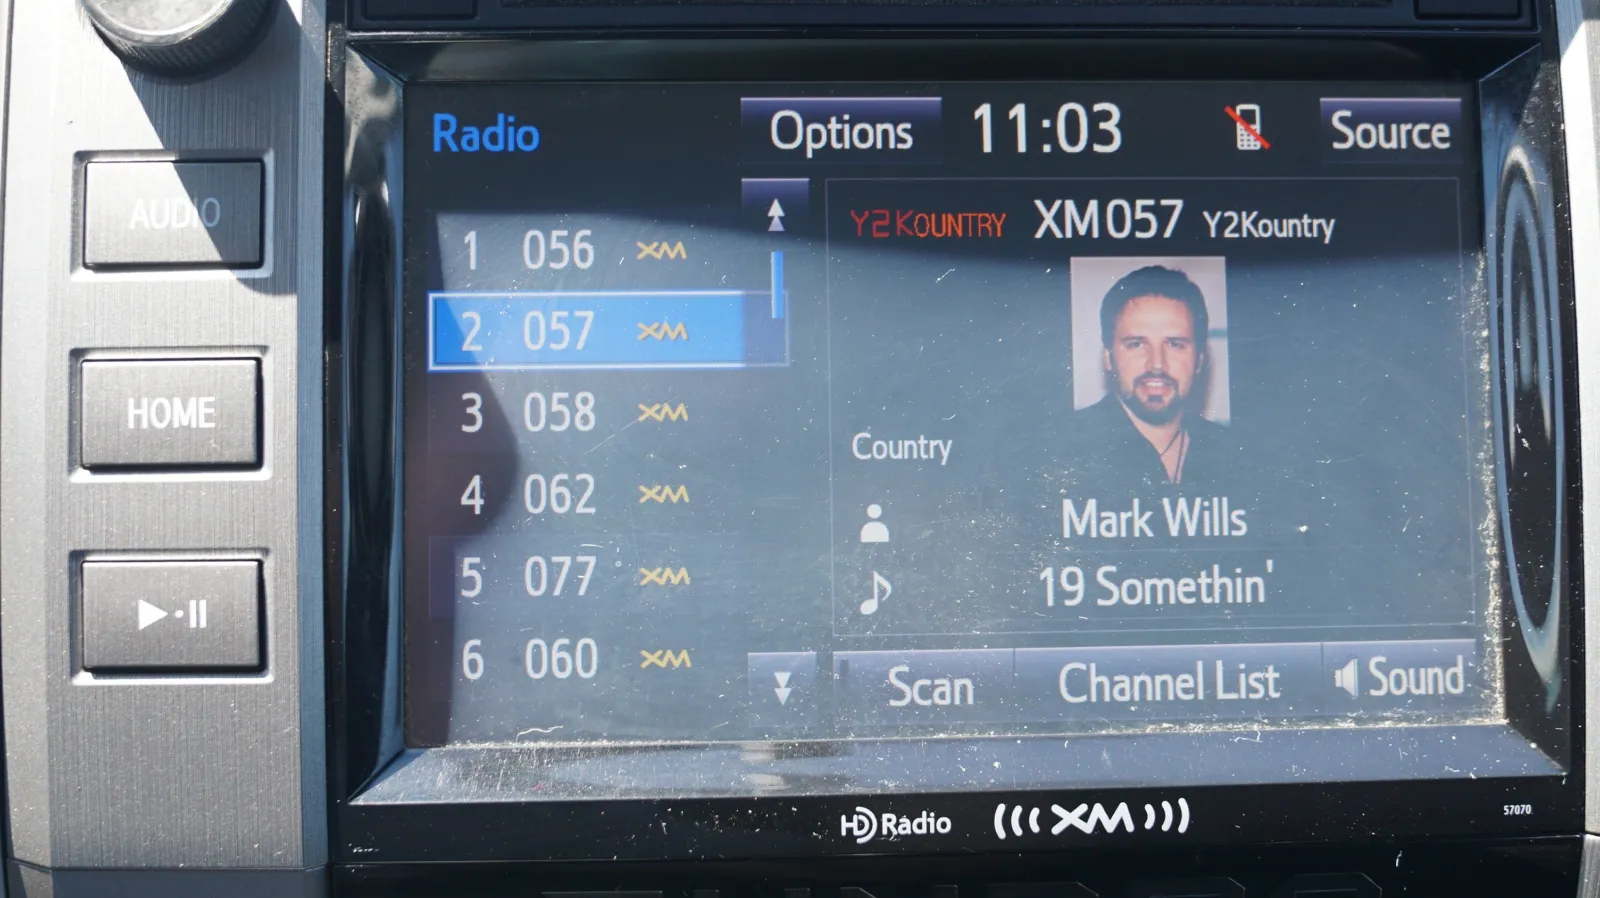 Radio
Options
11:03
Source
AUDIO
HOME
1 056 XM
2 057 XM
3 058 XM
4 062 XM
5 077 XM
6 060 XM
Y2KOUNTRY XM057 Y2Kountry
Country
Mark Wills
19 Somethin'
Scan
Channel List
Sound
HD Radio
XM
57070